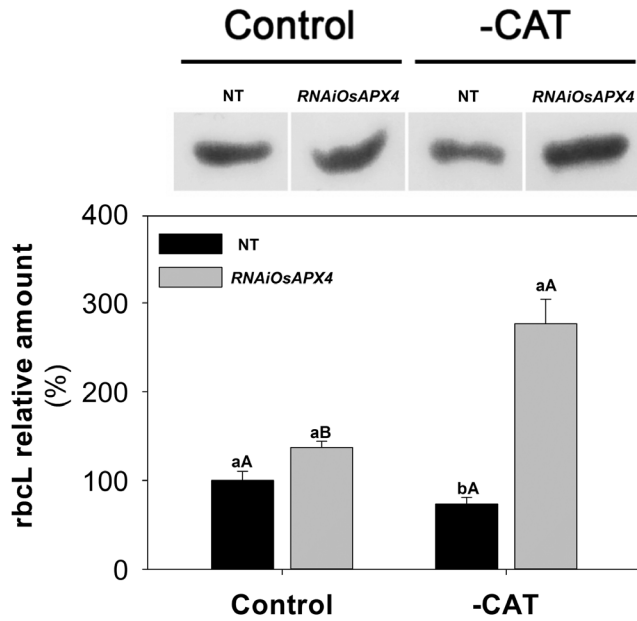 Control -CAT
NT RNAiOsAPX4 NT RNAiOsAPX4
rbcL relative amount
(%)
400
300
200
100
0
NT
RNAiOsAPX4
aA
aB
bA
aA
Control -CAT